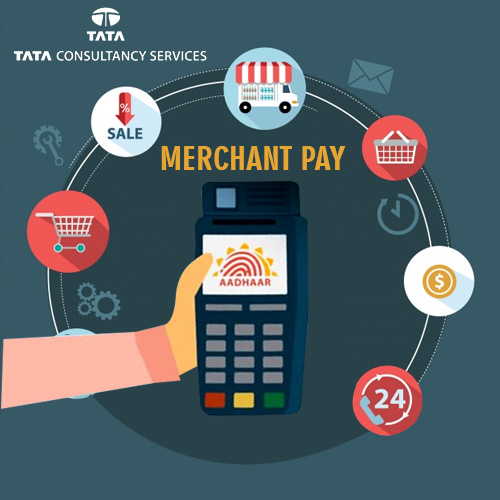 TATA
TATA CONSULTANCY SERVICES
%
SALE
MERCHANT PAY
AADHAAR
$
24